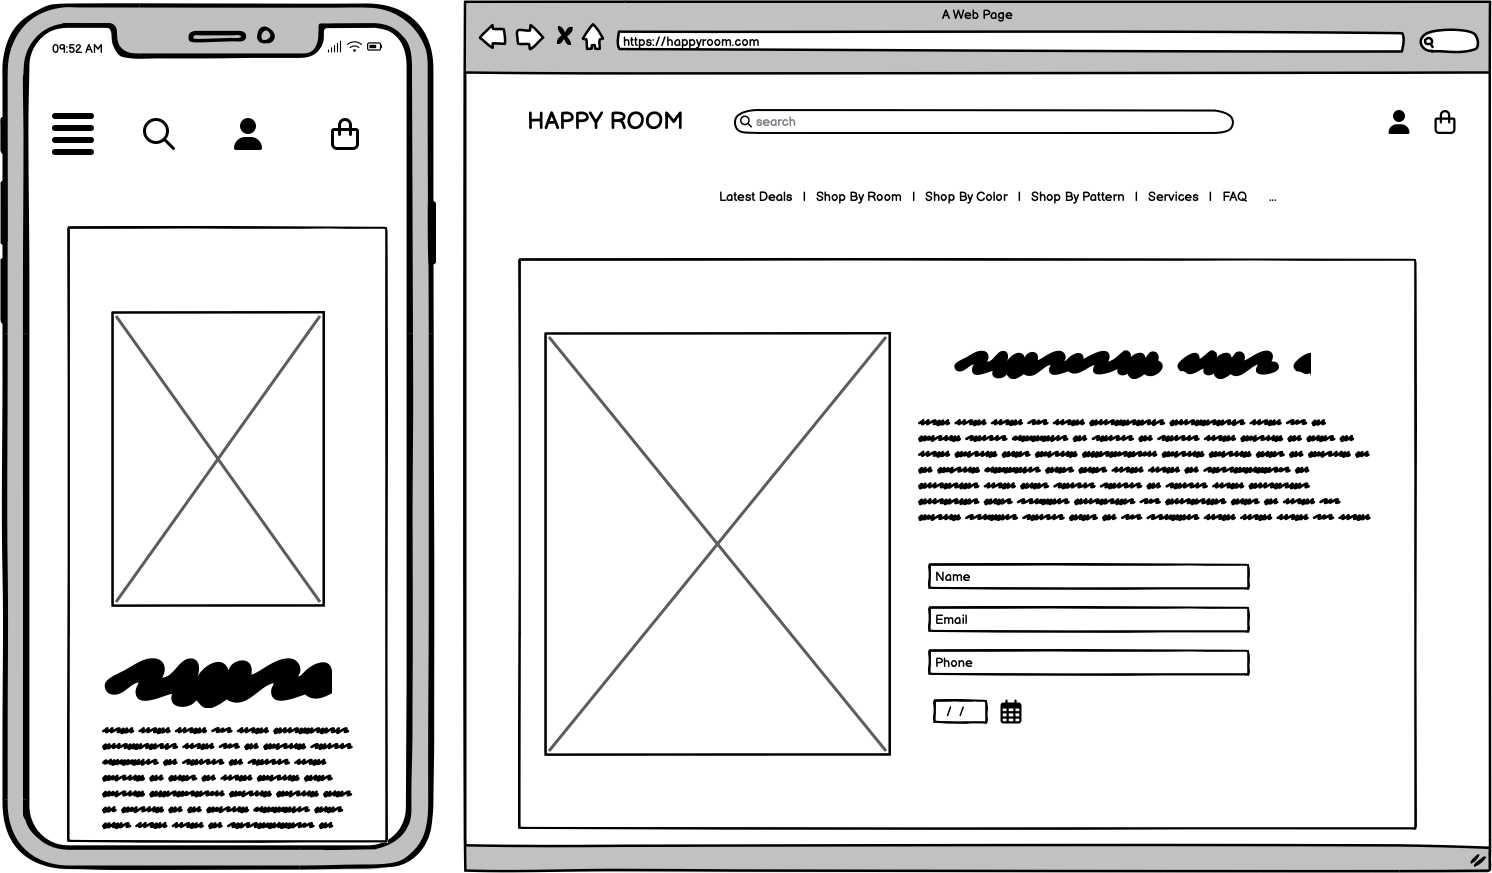 09:52 AM
A Web Page
https://happyroom.com
HAPPY ROOM
search
Latest Deals | Shop By Room | Shop By Color | Shop By Pattern | Services | FAQ ...
Name
Email
Phone
/ /